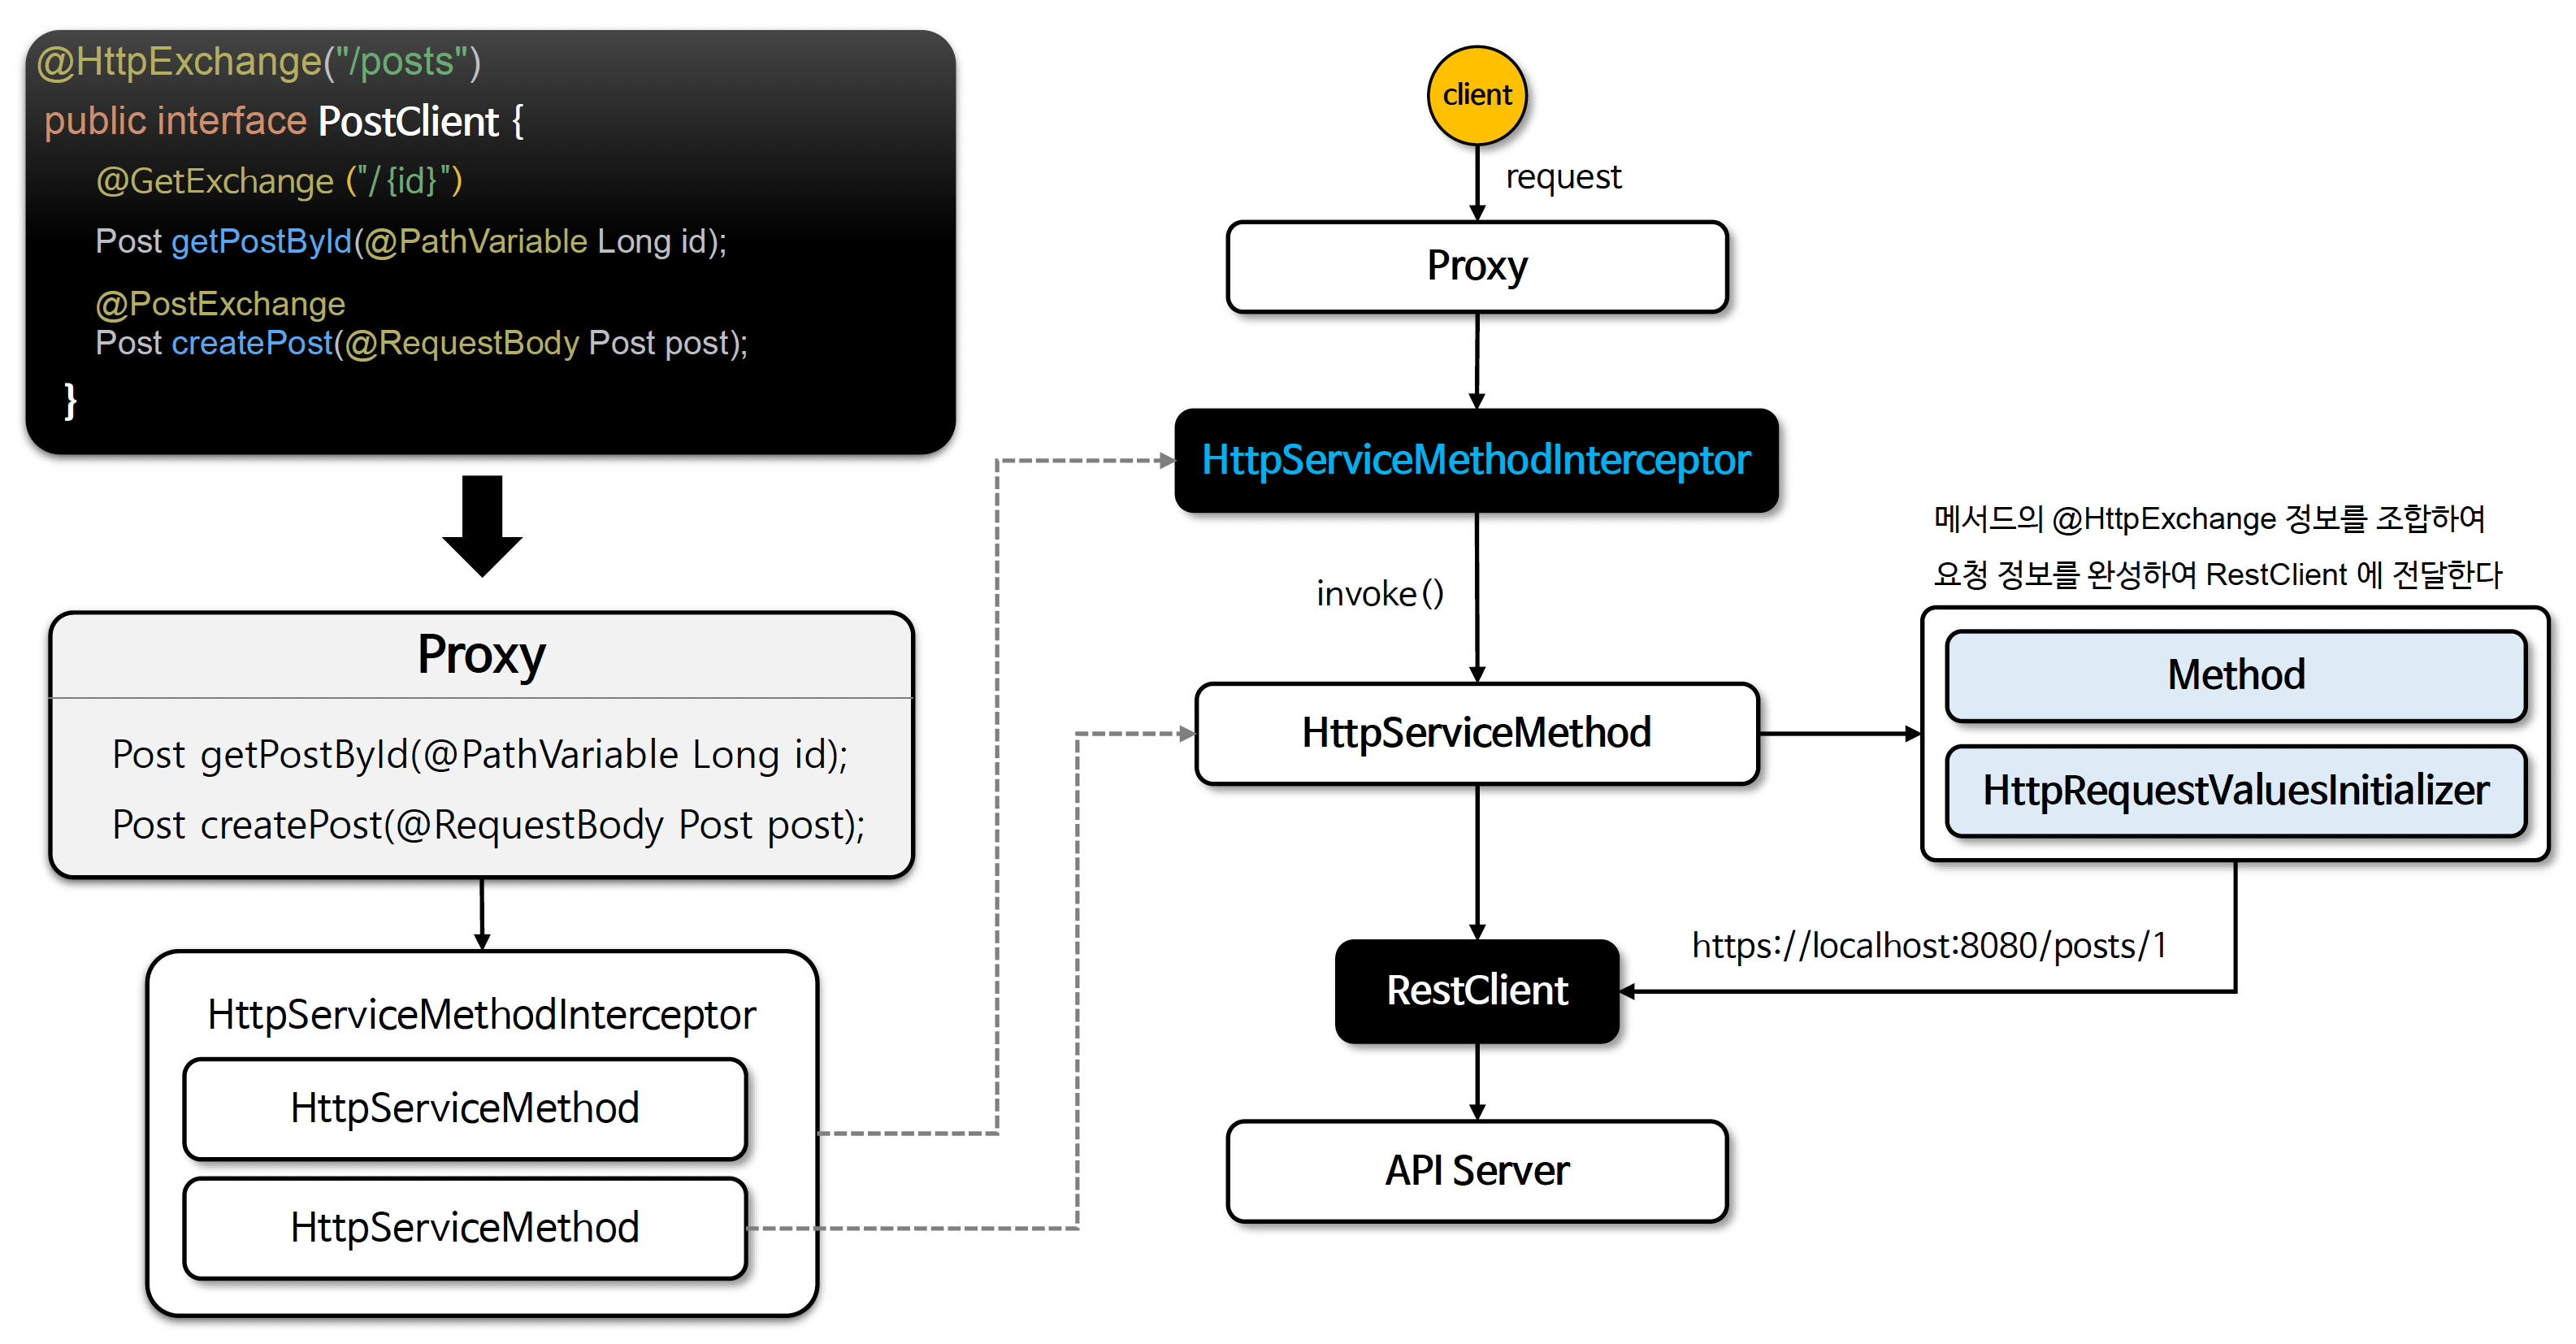 @HttpExchange("/posts")
public interface PostClient {
@GetExchange ("/{id}")
Post getPostById(@PathVariable Long id);
@PostExchange
Post createPost(@RequestBody Post post);
}
Proxy
Post getPostById(@PathVariable Long id);
Post createPost(@RequestBody Post post);
HttpServiceMethodInterceptor
HttpServiceMethod
HttpServiceMethod
client
request
Proxy
HttpServiceMethodInterceptor
invoke()
HttpServiceMethod
메서드의 @HttpExchange 정보를 조합하여
요청 정보를 완성하여 RestClient 에 전달한다
Method
HttpRequestValuesInitializer
https://localhost:8080/posts/1
RestClient
API Server